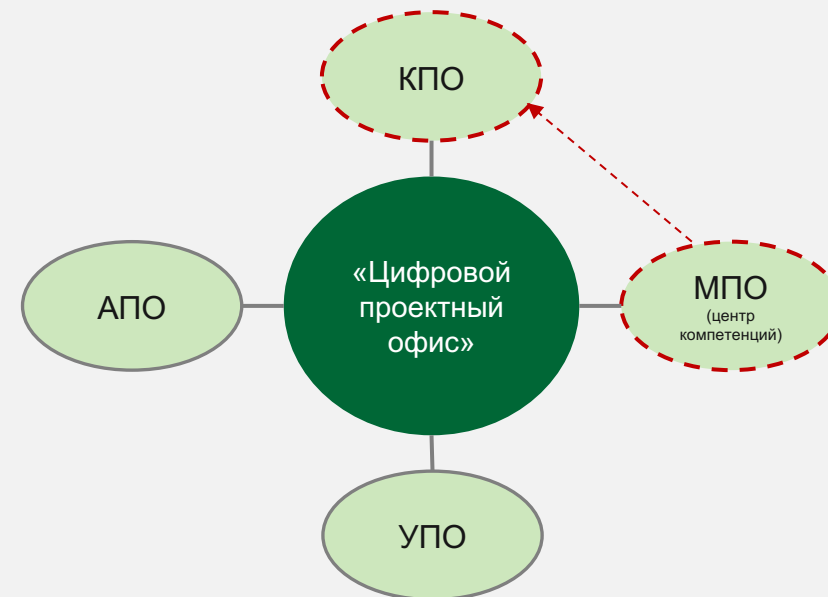 КПО
«Цифровой
проектный
офис»
АПО
МПО
(центр
компетенций)
УПО